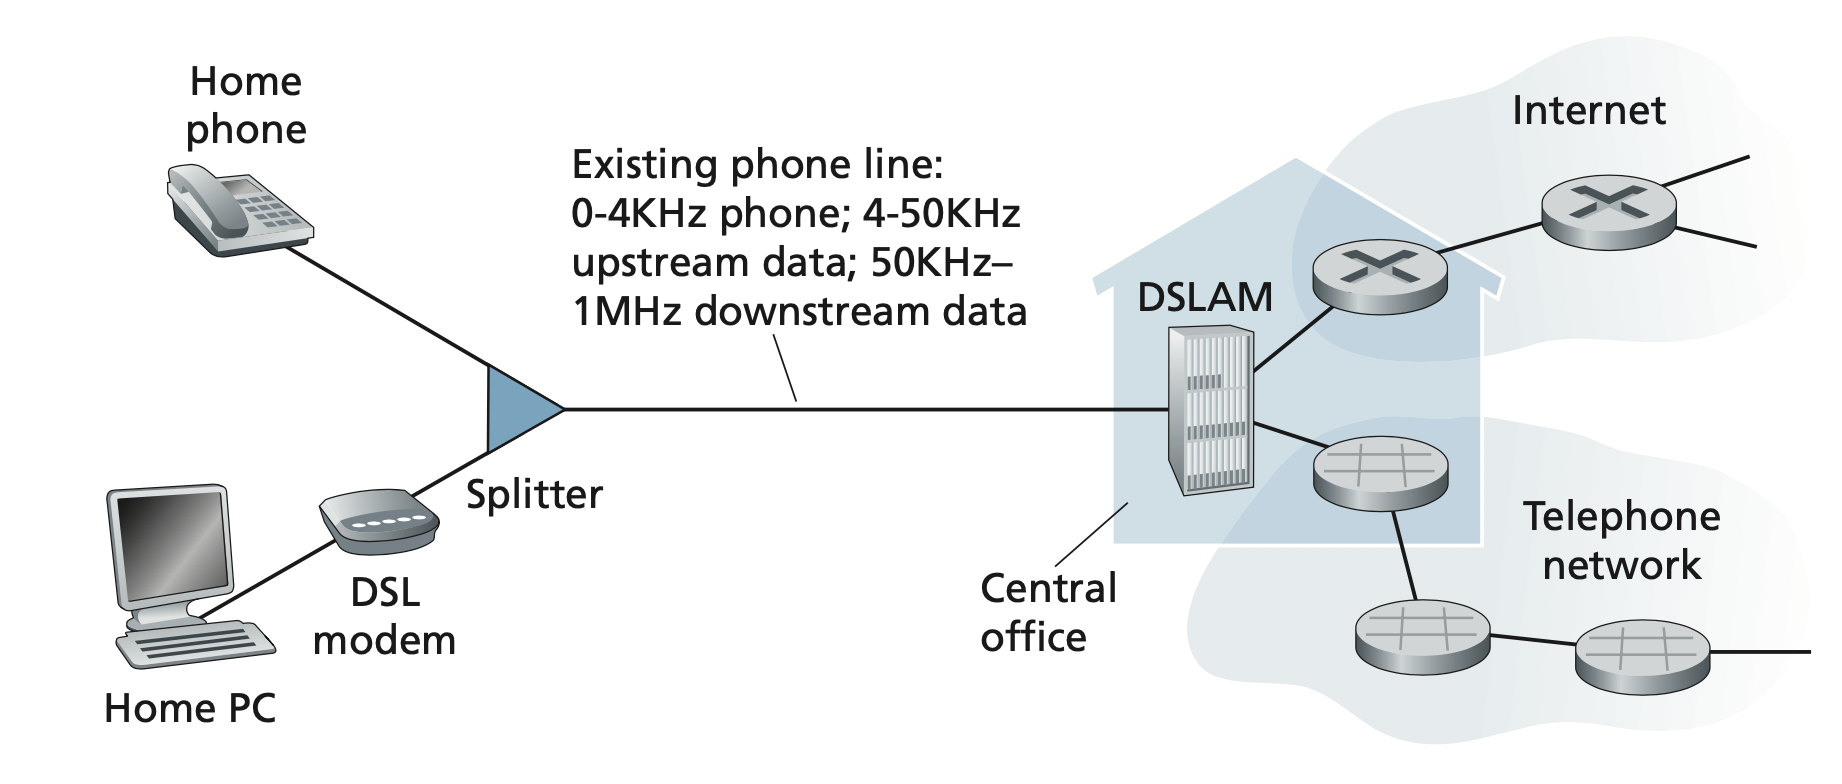 Home
phone
Existing phone line:
0-4KHz phone; 4-50KHz
upstream data; 50KHz–
1MHz downstream data
Internet
DSLAM
Splitter
DSL
modem
Home PC
Central
office
Telephone
network